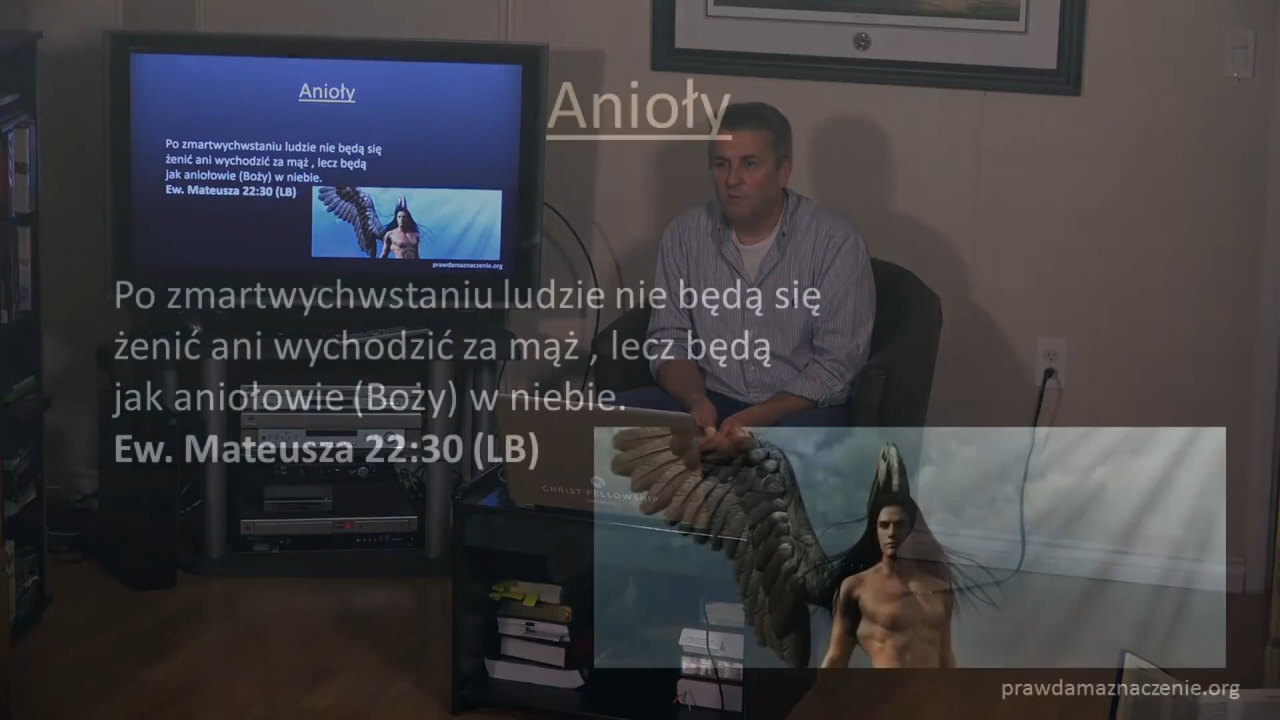 Anioły
Po zmartwychwstaniu ludzie nie będą się
żenić ani wychodzić za mąż , lecz będą
jak aniołowie (Boży) w niebie.
Ew. Mateusza 22:30 (LB)
prawdamaznaczenie.org
Anioły
Po zmartwychwstaniu ludzie nie będą się
żenić ani wychodzić za mąż , lecz będą
jak aniołowie (Boży) w niebie.
Ew. Mateusza 22:30 (LB)
CHRIST FELLOWSHIP
prawdamaznaczenie.org